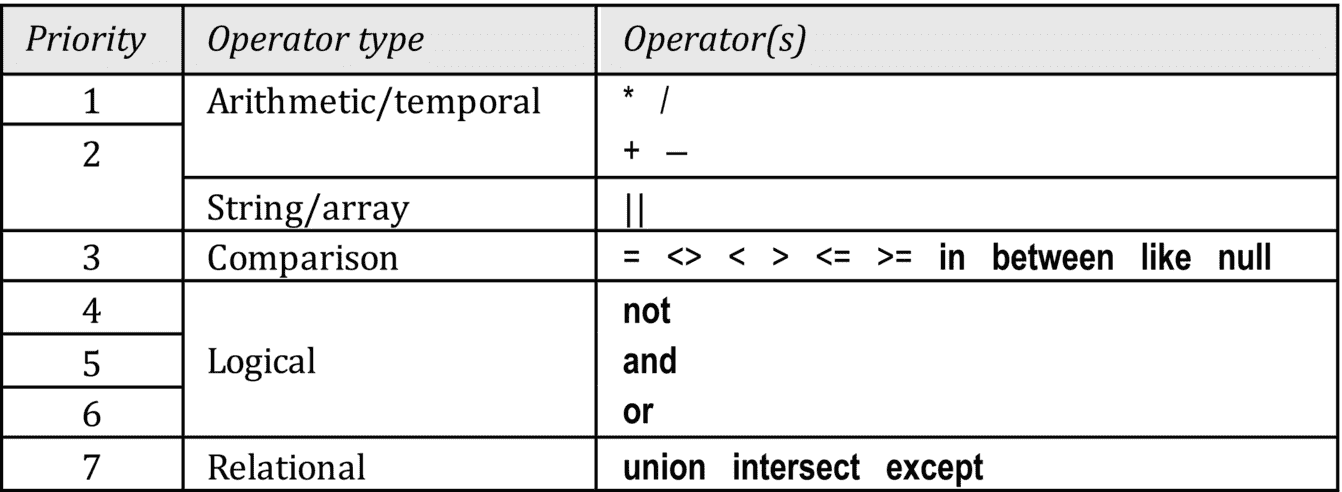 Priority Operator type Operator(s)
1 Arithmetic/temporal * /
2 + –
String/array ||
3 Comparison = <> < > <= >= in between like null
4 not
5 Logical and
6 or
7 Relational union intersect except